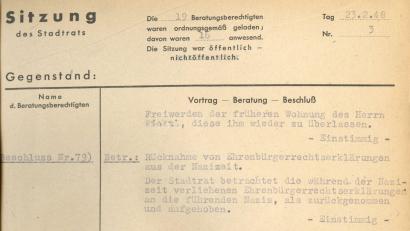 Sitzung
des Stadtrats
Die 19 Beratungsberechtigten
waren ordnungsgemäß geladen;
davon waren 16 anwesend.
Die Sitzung war öffentlich –
nichtöffentlich.
Tag 23.2.48
Nr. 3
Gegenstand:
Name
d. Beratungsberechtigten
Vortrag — Beratung — Beschluß
Freiwerden der früheren Wohnung des Herrn
diese ihm wieder zu überlassen.
- Einstimmig -
Beschluss Nr.79) Betr.: Rücknahme von Ehrenbürgerrechtserklärungen
aus der Nazizeit.
Der Stadtrat betrachtet die während der Nazi-
zeit verliehenen Ehrenbürgerrechtserklärungen
an die führenden Nazis, als zurückgenommen
und aufgehoben.
- Einstimmig -